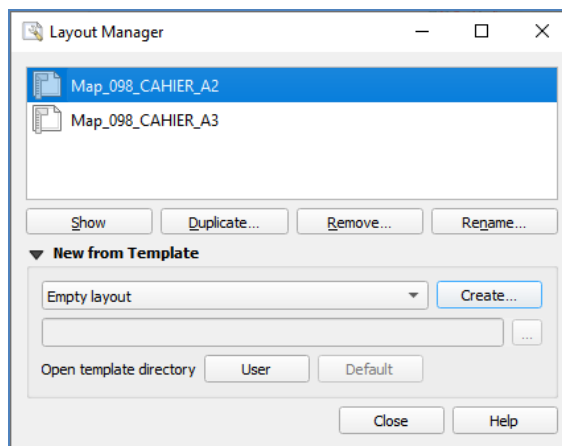 Layout Manager
Map_098_CAHIER_A2
Map_098_CAHIER_A3
Show Duplicate... Remove... Rename...
New from Template
Empty layout Create...
...
Open template directory User Default
Close Help